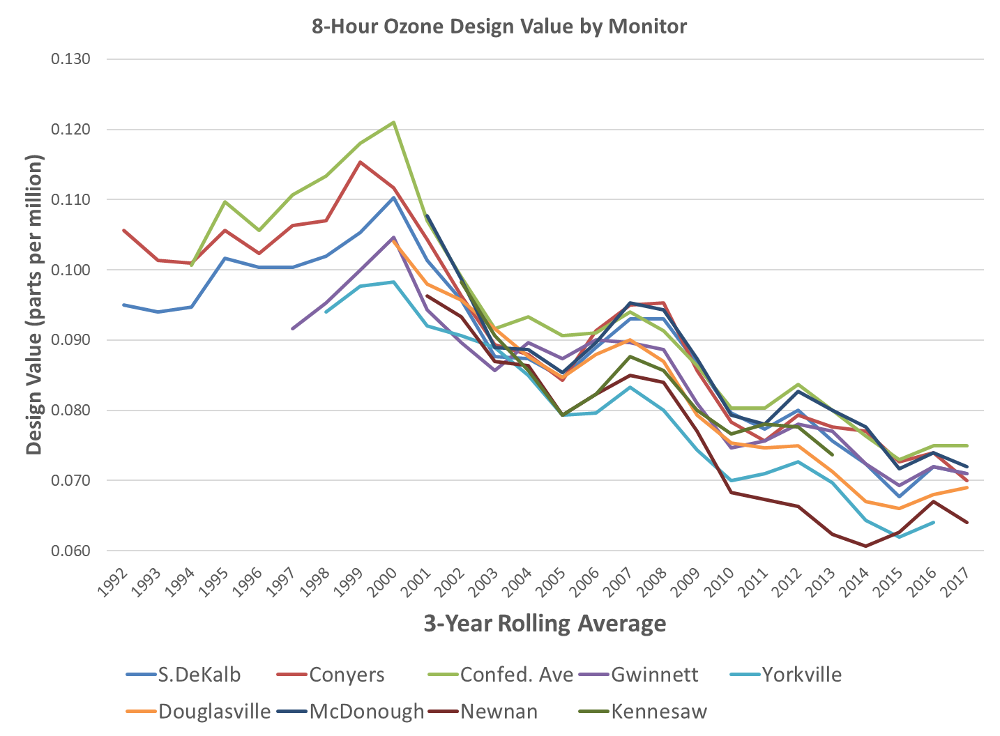 8-Hour Ozone Design Value by Monitor
0.130
0.120
0.110
0.100
0.090
0.080
0.070
0.060
Design Value (parts per million)
1992 1993 1994 1995 1996 1997 1998 1999 2000 2001 2002 2003 2004 2005 2006 2007 2008 2009 2010 2011 2012 2013 2014 2015 2016 2017
3-Year Rolling Average
S.DeKalb Conyers Confed. Ave Gwinnett Yorkville
Douglasville McDonough Newnan Kennesaw